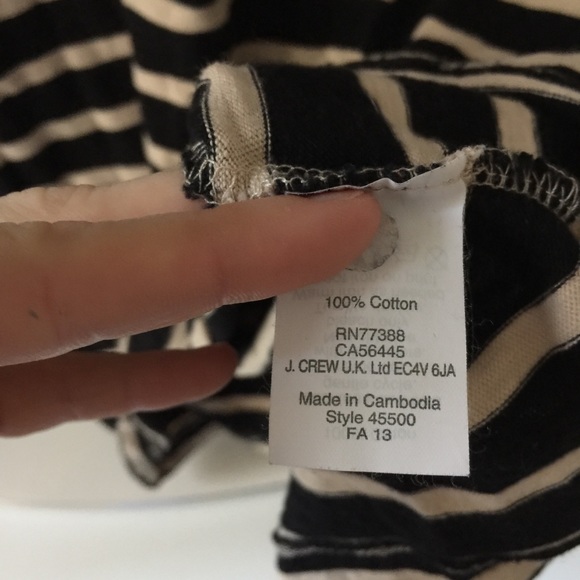 100% Cotton
RN77388
CA56445
J. CREW U.K. Ltd EC4V 6JA
Made in Cambodia
Style 45500
FA 13